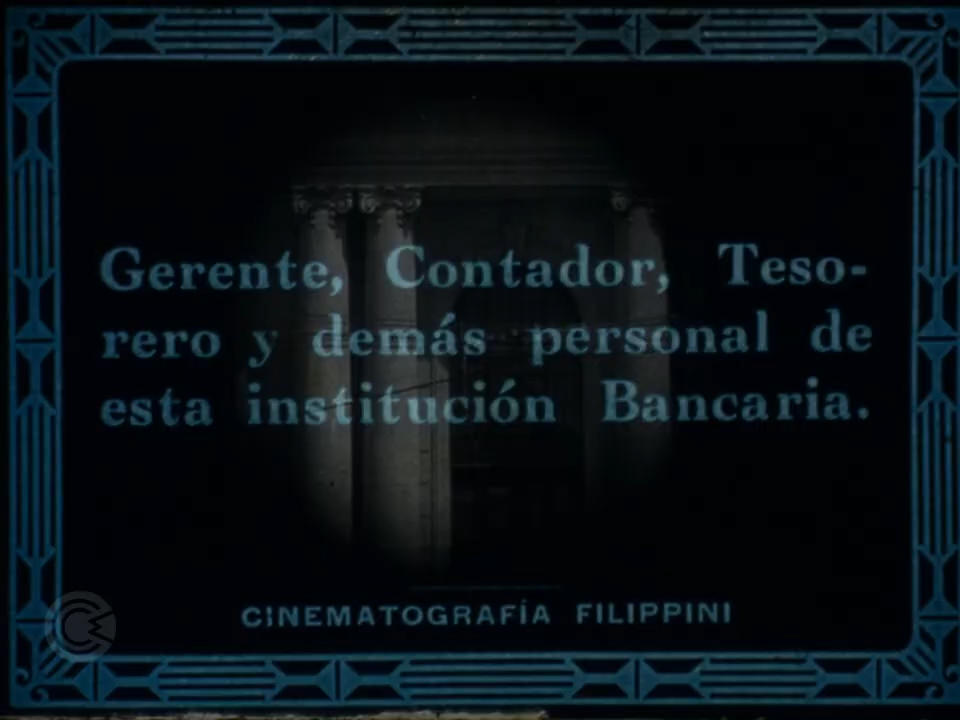 Gerente, Contador, Teso-
rero y demás personal de
esta institución Bancaria.
CINEMATOGRAFÍA FILIPPINI